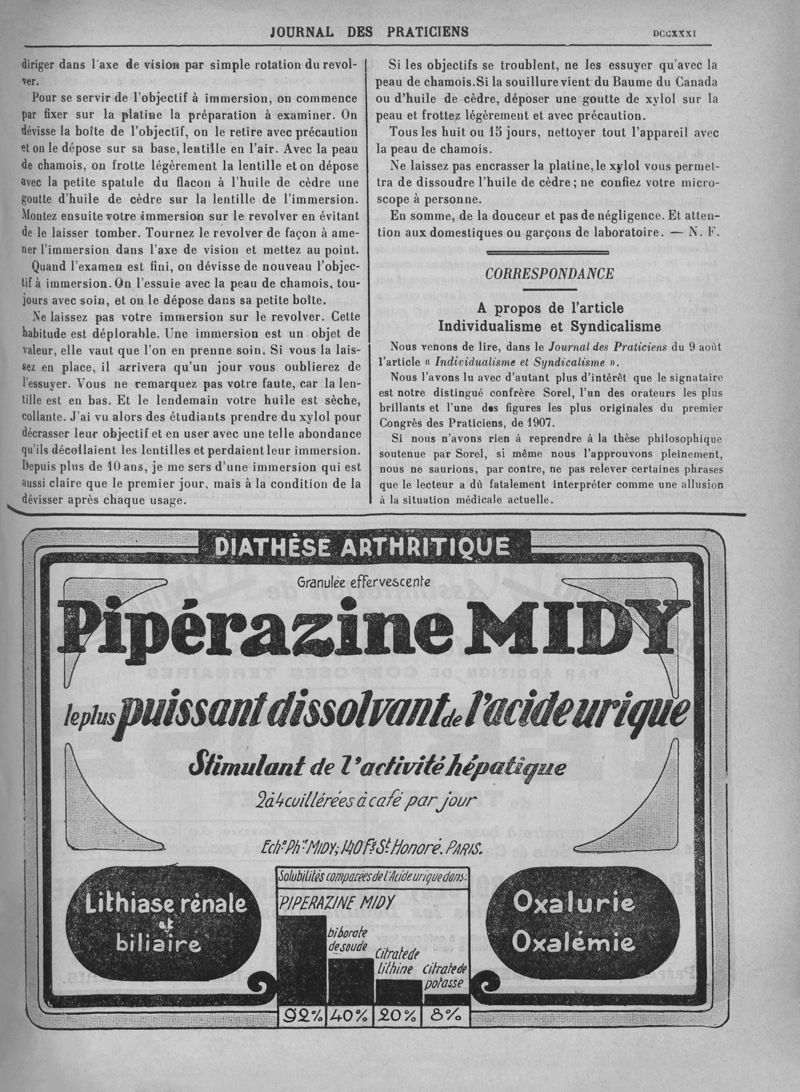 JOURNAL DES PRATICIENS
DCCXXXI
diriger dans l'axe de vision par simple rotation du revol-
ver.
Pour se servir de l'objectif à immersion, on commence
par fixer sur la platine la préparation à examiner. On
dévisse la boîte de l'objectif, on le retire avec précaution
et on le dépose sur sa base, lentille en l'air. Avec la peau
de chamois, on frotte légèrement la lentille et on dépose
avec la petite spatule du flacon à l'huile de cèdre une
goutte d'huile de cèdre sur la lentille de l'immersion.
Montez ensuite votre immersion sur le revolver en évitant
de le laisser tomber. Tournez le revolver de façon à ame-
ner l'immersion dans l'axe de vision et mettez au point.
Quand l'examen est fini, on dévisse de nouveau l'objec-
tif à immersion. On l'essuie avec la peau de chamois, tou-
jours avec soin, et on le dépose dans sa petite boîte.
Ne laissez pas votre immersion sur le revolver. Cette
habitude est déplorable. Une immersion est un objet de
valeur, elle vaut que l'on en prenne soin. Si vous la lais-
sez en place, il arrivera qu'un jour vous oublierez de
l'essuyer. Vous ne remarquez pas votre faute, car la len-
tille est en bas. Et le lendemain votre huile est sèche,
collante. J'ai vu alors des étudiants prendre du xylol pour
décrasser leur objectif et en user avec une telle abondance
qu'ils décollaient les lentilles et perdaient leur immersion.
Depuis plus de 10 ans, je me sers d'une immersion qui est
aussi claire que le premier jour, mais à la condition de la
dévisser après chaque usage.
Si les objectifs se troublent, ne les essuyer qu'avec la
peau de chamois. Si la souillure vient du Baume du Canada
ou d'huile de cèdre, déposer une goutte de xylol sur la
peau et frottez légèrement et avec précaution.
Tous les huit ou 15 jours, nettoyer tout l'appareil avec
la peau de chamois.
Ne laissez pas encrasser la platine, le xylol vous permet-
tra de dissoudre l'huile de cèdre ; ne confiez votre micro-
scope à personne.
En somme, de la douceur et pas de négligence. Et atten-
tion aux domestiques ou garçons de laboratoire. — N. F.
CORRESPONDANCE
A propos de l'article
Individualisme et Syndicalisme
Nous venons de lire, dans le Journal des Praticiens du 9 août
l'article « Individualisme et Syndicalisme ».
Nous l'avons lu avec d'autant plus d'intérêt que le signataire
est notre distingué confrère Sorel, l'un des orateurs les plus
brillants et l'une des figures les plus originales du premier
Congrès des Praticiens, de 1907.
Si nous n'avons rien à reprendre à la thèse philosophique
soutenue par Sorel, si même nous l'approuvons pleinement,
nous ne saurions, par contre, ne pas relever certaines phrases
que le lecteur a dû fatalement interpréter comme une allusion
à la situation médicale actuelle.
DIATHÈSE ARTHRITIQUE
Granulée effervescente
Pipérazine MIDY
le plus puissant dissolvant de l'acide urique
Stimulant de l'activité hépatique
2 à 4 cuillérées à café par jour
Echons Phie MIDY, 140 Fg St Honoré. PARIS.
Lithiase rénale
et
biliaire
Solubilités comparées de l'Acide urique dans:
PIPERAZINE MIDY
biborate
de soude
Citrate de
lithine
citrate de
potasse
92% 40% 20% 8%
Oxalurie
Oxalémie